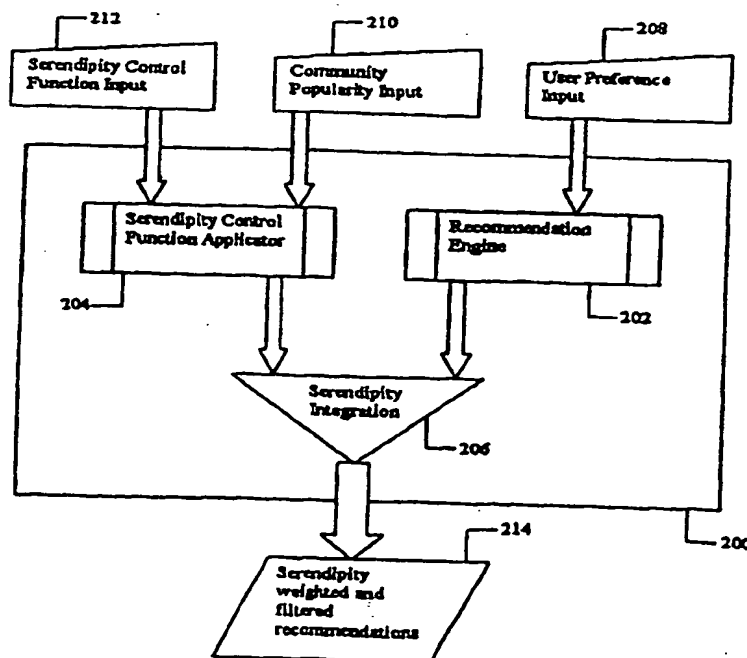 212
210
208
Serendipity Control
Function Input
Community
Popularity Input
User Preference
Input
Serendipity Control
Function Applicator
Recommendation
Engine
204
202
Serendipity
Integration
206
200
214
Serendipity
weighted and
filtered
recommendations